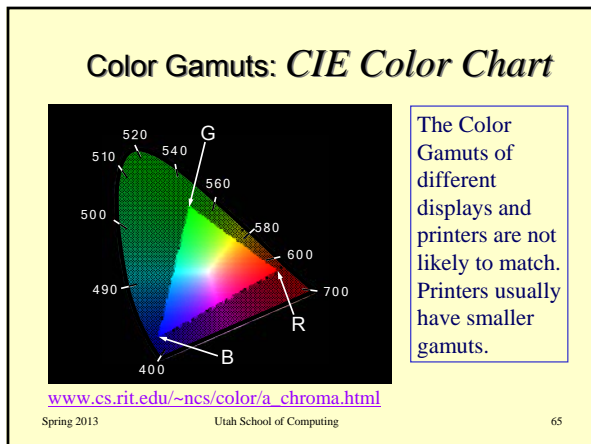 Color Gamuts: CIE Color Chart
G
520
540
510
560
500
580
600
490
700
R
B
400
The Color
Gamuts of
different
displays and
printers are not
likely to match.
Printers usually
have smaller
gamuts.
www.cs.rit.edu/~ncs/color/a_chroma.html
Spring 2013 Utah School of Computing 65